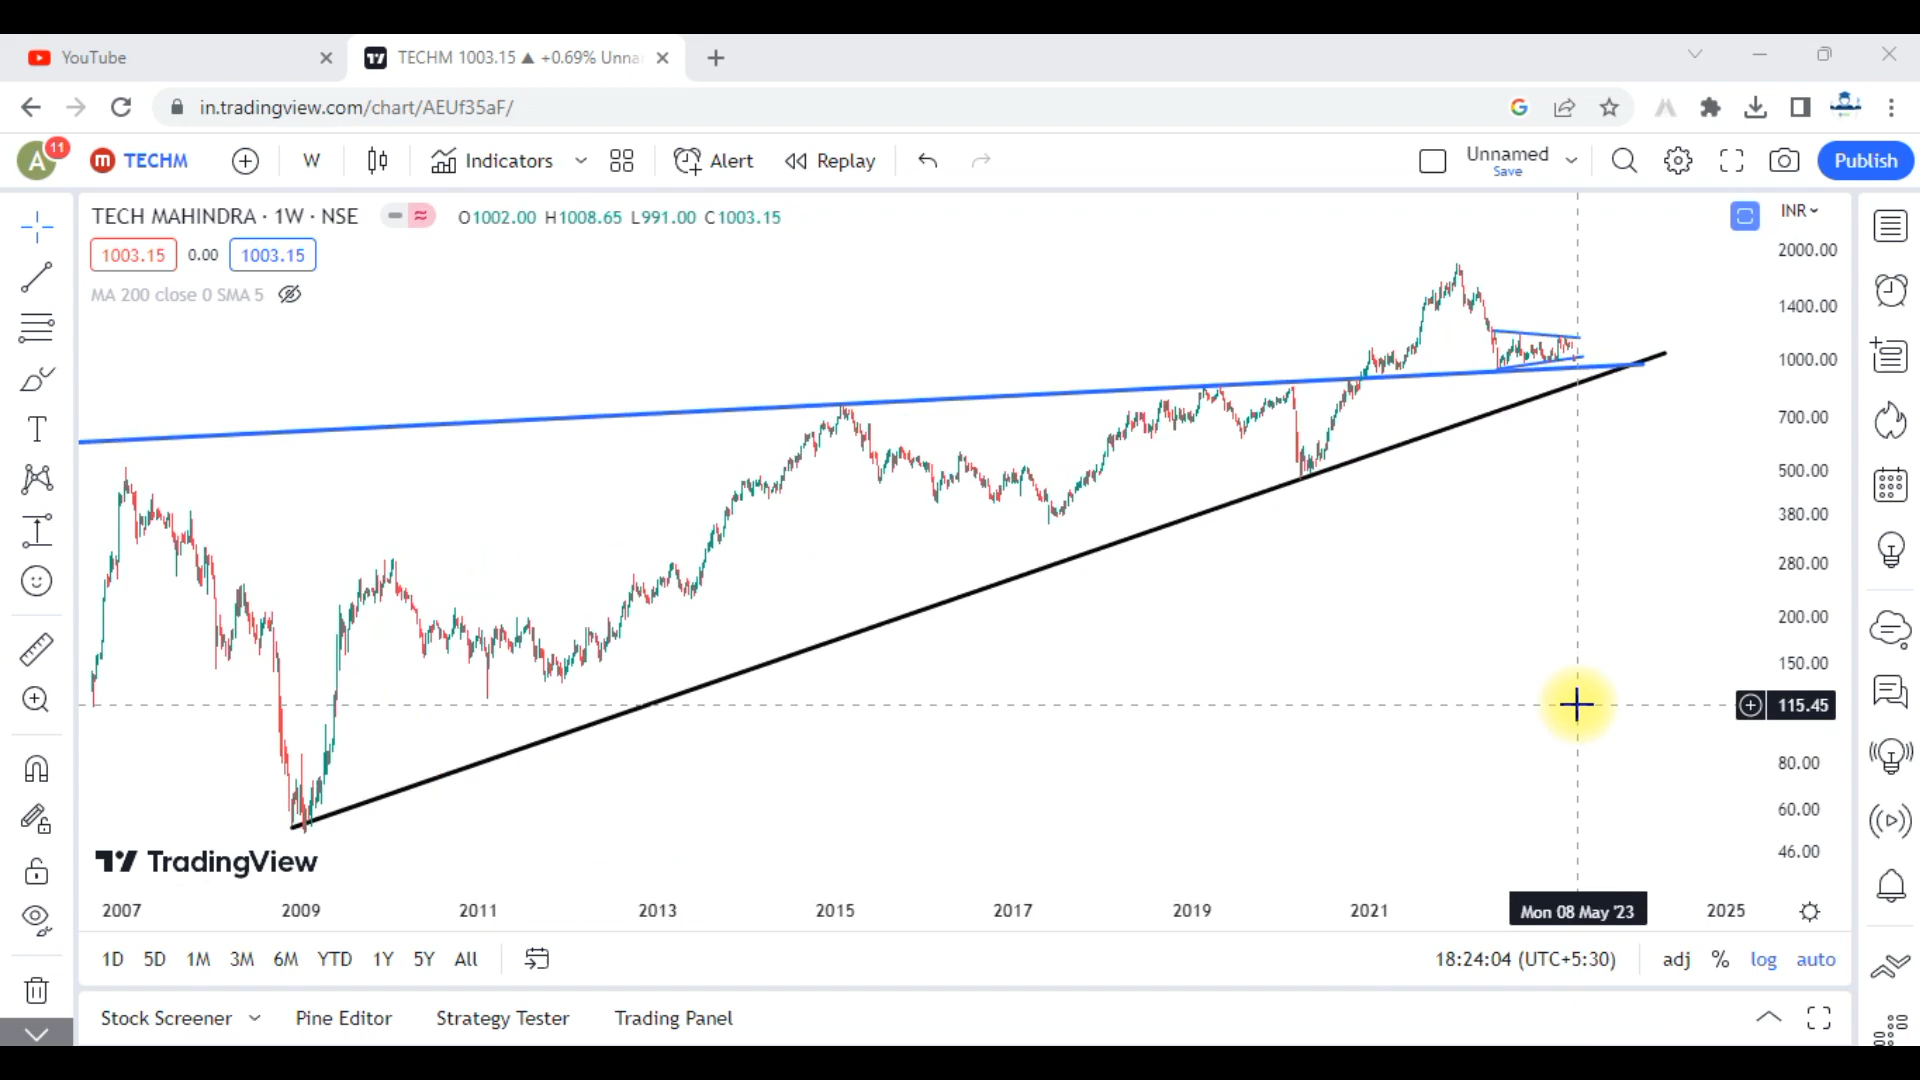 YouTube
TECHM 1003.15 ▲ +0.69% Unna
in.tradingview.com/chart/AEUf35aF/
A 11 m TECHM W Indicators Alert Replay Unnamed Save Publish
TECH MAHINDRA · 1W · NSE O1002.00 H1008.65 L991.00 C1003.15 INR
1003.15 0.00 1003.15
MA 200 close 0 SMA 5
2000.00
1400.00
1000.00
700.00
500.00
380.00
280.00
200.00
150.00
115.45
80.00
60.00
46.00
TradingView
2007 2009 2011 2013 2015 2017 2019 2021 Mon 08 May '23 2025
1D 5D 1M 3M 6M YTD 1Y 5Y All 18:24:04 (UTC+5:30) adj % log auto
Stock Screener Pine Editor Strategy Tester Trading Panel